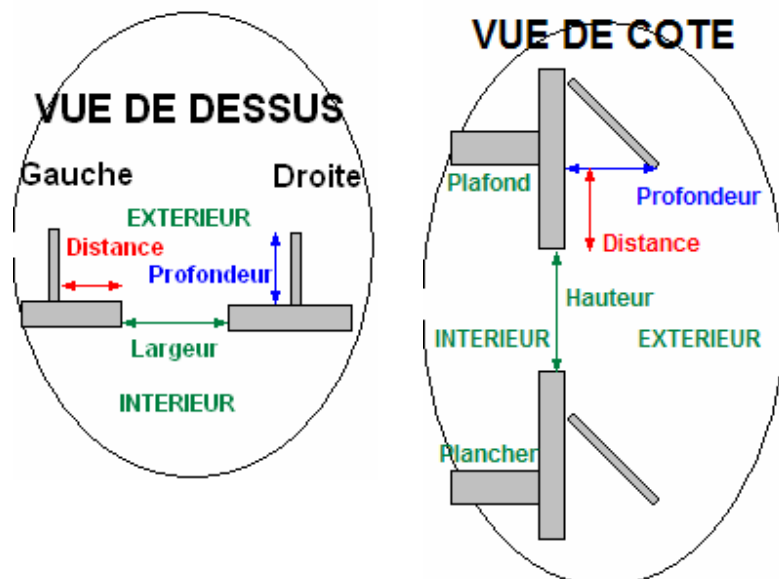 VUE DE DESSUS
Gauche
Droite
EXTERIEUR
Distance
Profondeur
Largeur
INTERIEUR
VUE DE COTE
Plafond
Profondeur
Distance
Hauteur
INTERIEUR
EXTERIEUR
Plancher